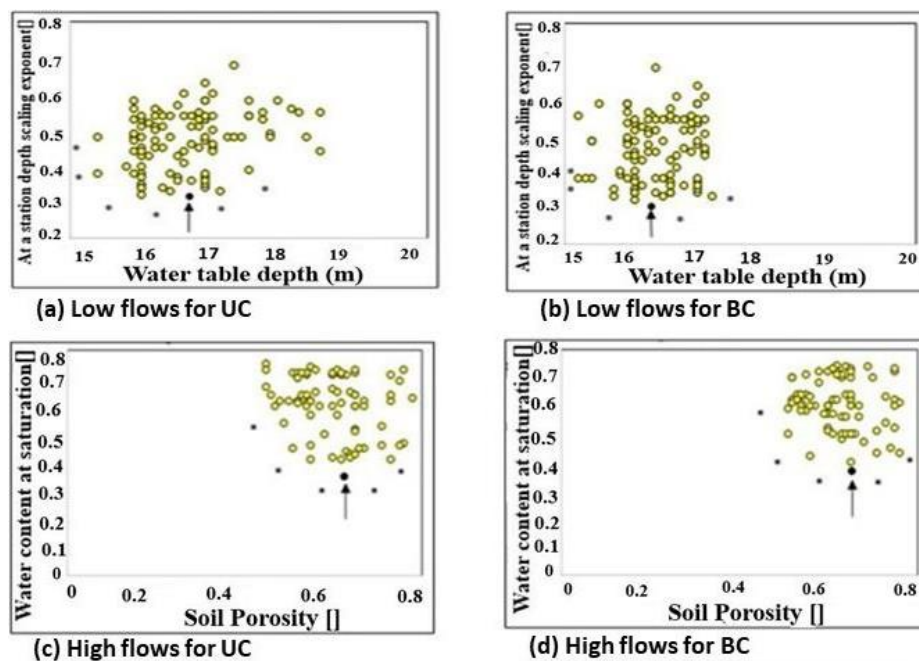 At a station depth scaling exponent[]
0.8
0.7
0.6
0.5
0.4
0.3
0.2
15 16 17 18 19 20
Water table depth (m)
(a) Low flows for UC
At a station depth scaling exponent[]
0.8
0.7
0.6
0.5
0.4
0.3
0.2
15 16 17 18 19 20
Water table depth (m)
(b) Low flows for BC
Water content at saturation[]
0.8
0.7
0.6
0.5
0.4
0.3
0.2
0.1
0
0 0.2 0.4 0.6 0.8
Soil Porosity []
(c) High flows for UC
Water content at saturation[]
0.8
0.7
0.6
0.5
0.4
0.3
0.2
0.1
0
0 0.2 0.4 0.6 0.8
Soil Porosity []
(d) High flows for BC